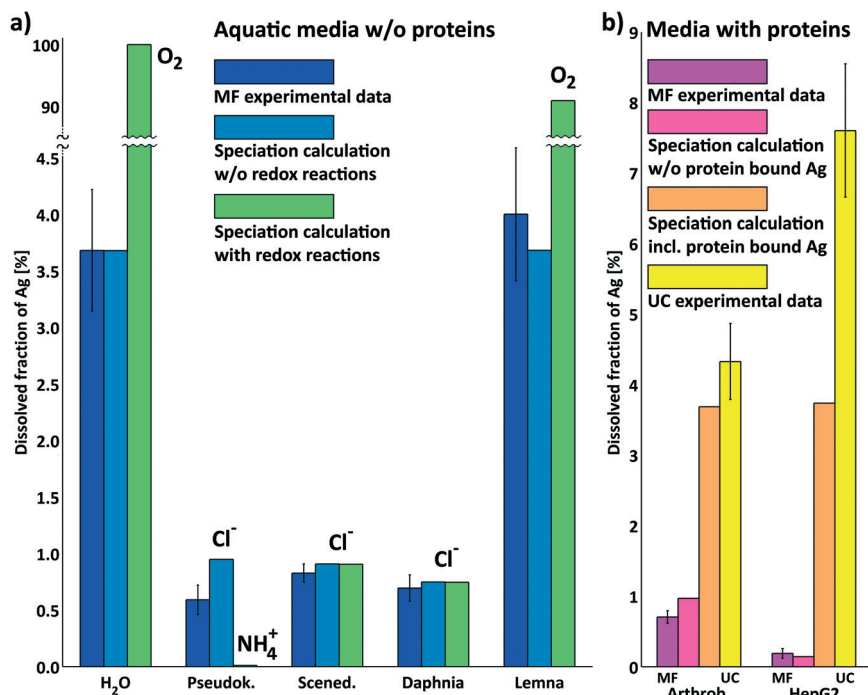 a)
Aquatic media w/o proteins
MF experimental data
Speciation calculation
w/o redox reactions
Speciation calculation
with redox reactions
Dissolved fraction of Ag [%]
100
90
4.5
4.0
3.5
3.0
2.5
2.0
1.5
1.0
0.5
0.0
O₂
Cl⁻
NH₄⁺
Cl⁻
Cl⁻
O₂
H₂O
Pseudok.
Scened.
Daphnia
Lemna
b)
Media with proteins
MF experimental data
Speciation calculation
w/o protein bound Ag
Speciation calculation
incl. protein bound Ag
UC experimental data
Dissolved fraction of Ag [%]
9
8
7
6
5
4
3
2
1
0
MF
UC
MF
UC
Arthrob.
HepG2